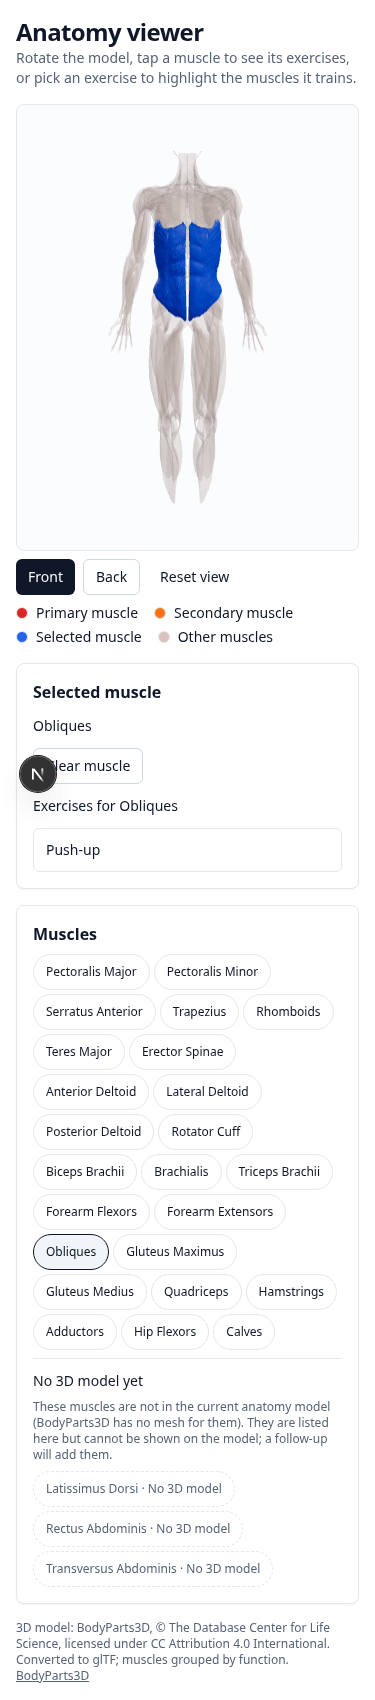 Anatomy viewer
Rotate the model, tap a muscle to see its exercises,
or pick an exercise to highlight the muscles it trains.
Front Back Reset view
Primary muscle Secondary muscle
Selected muscle Other muscles
Selected muscle
Obliques
lear muscle
N
Exercises for Obliques
Push-up
Muscles
Pectoralis Major Pectoralis Minor
Serratus Anterior Trapezius Rhomboids
Teres Major Erector Spinae
Anterior Deltoid Lateral Deltoid
Posterior Deltoid Rotator Cuff
Biceps Brachii Brachialis Triceps Brachii
Forearm Flexors Forearm Extensors
Obliques Gluteus Maximus
Gluteus Medius Quadriceps Hamstrings
Adductors Hip Flexors Calves
No 3D model yet
These muscles are not in the current anatomy model
(BodyParts3D has no mesh for them). They are listed
here but cannot be shown on the model; a follow-up
will add them.
Latissimus Dorsi · No 3D model
Rectus Abdominis · No 3D model
Transversus Abdominis · No 3D model
3D model: BodyParts3D, © The Database Center for Life
Science, licensed under CC Attribution 4.0 International.
Converted to glTF; muscles grouped by function.
BodyParts3D